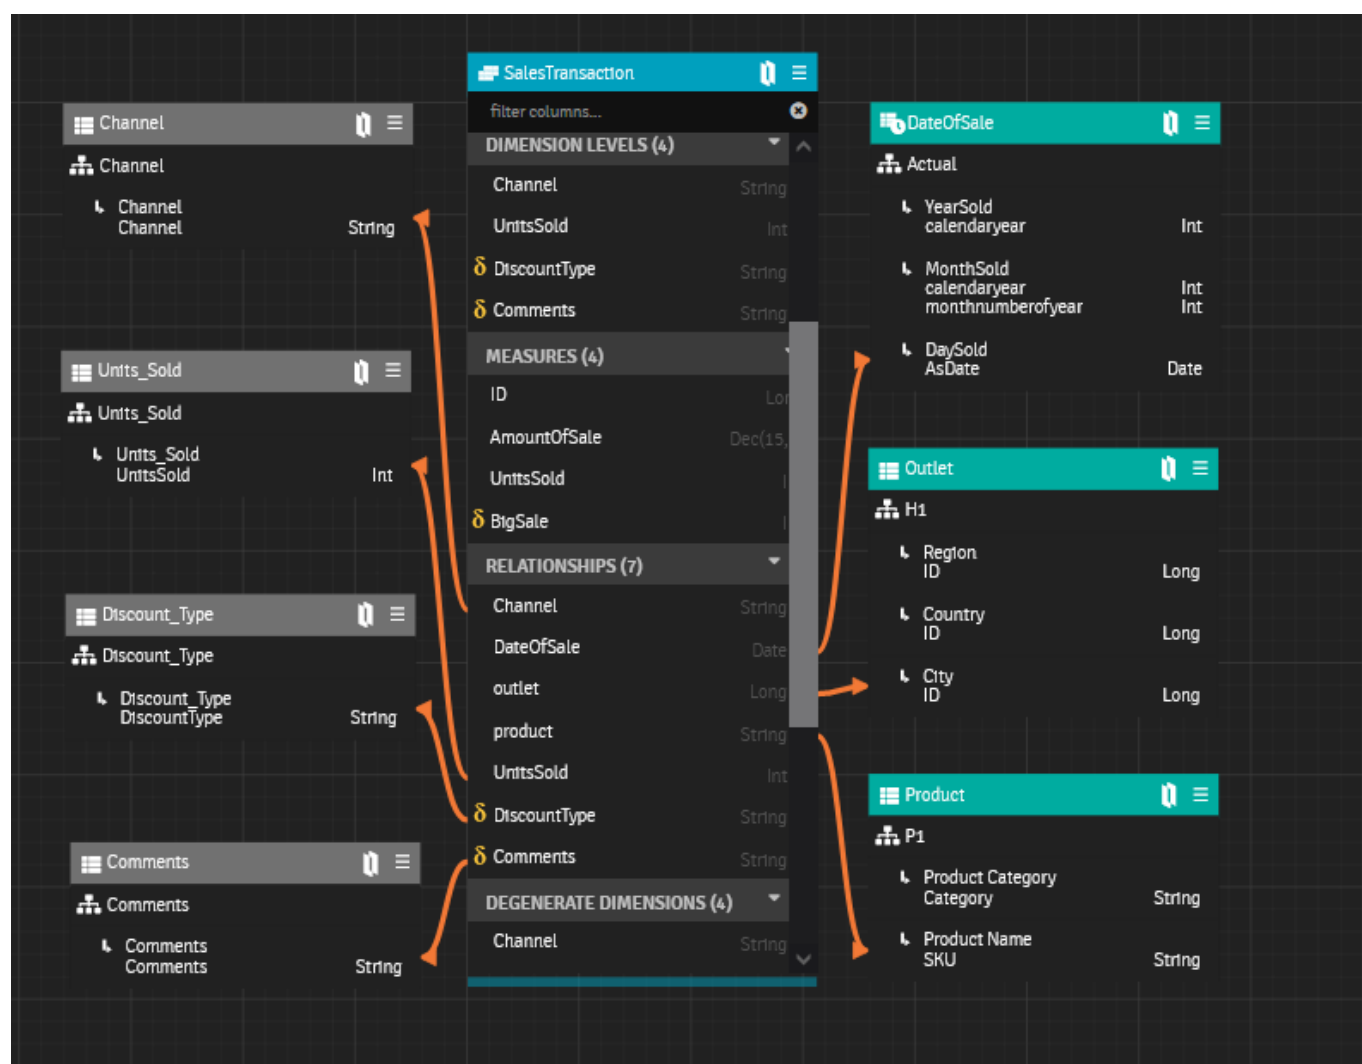 Channel
Channel
Channel
Channel String
Units_Sold
Units_Sold
Units_Sold
UnitsSold Int
Discount_Type
Discount_Type
Discount_Type
DiscountType String
Comments
Comments
Comments
Comments String
SalesTransaction
filter columns...
DIMENSION LEVELS (4)
Channel String
UnitsSold Int
δ DiscountType String
δ Comments String
MEASURES (4)
ID
AmountOfSale Dec(15,
UnitsSold
δ BigSale
RELATIONSHIPS (7)
Channel String
DateOfSale Date
outlet Long
product String
UnitsSold Int
δ DiscountType String
δ Comments String
DEGENERATE DIMENSIONS (4)
Channel String
DateOfSale
Actual
YearSold
calendaryear Int
MonthSold
calendaryear Int
monthnumberofyear Int
DaySold
AsDate Date
Outlet
H1
Region
ID Long
Country
ID Long
City
ID Long
Product
P1
Product Category
Category String
Product Name
SKU String